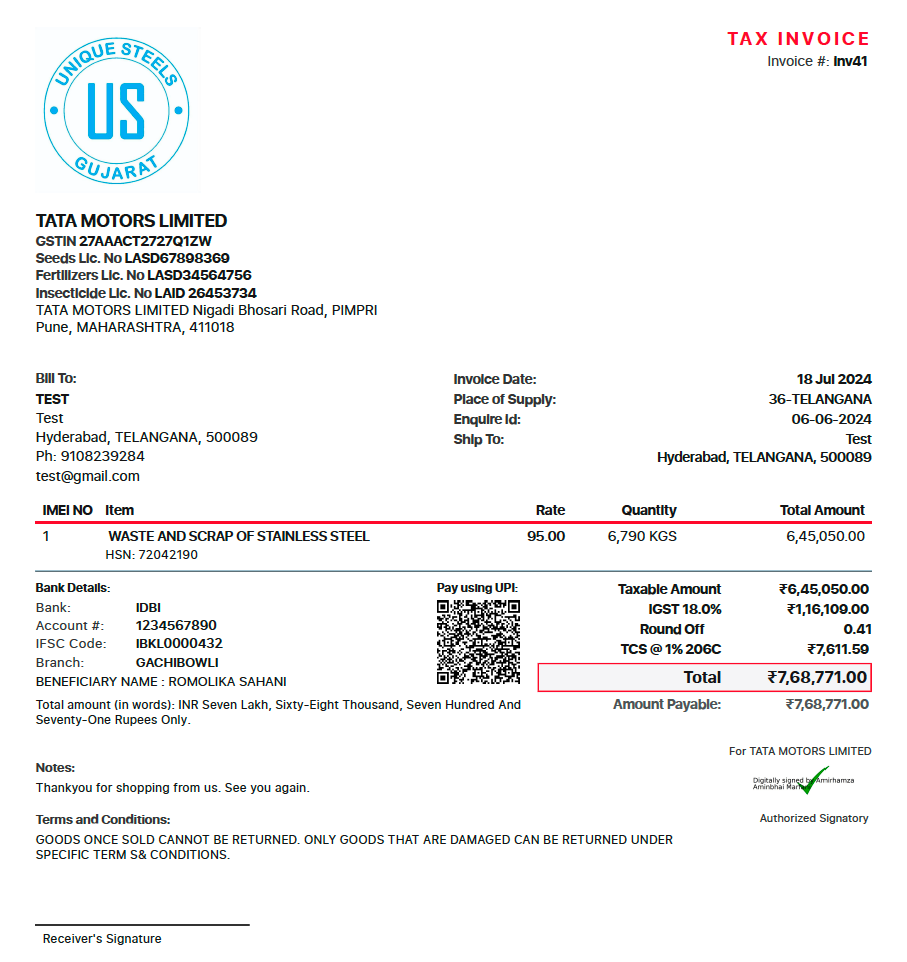 UNIQUE STEELS
US
GUJARAT
TAX INVOICE
Invoice #: Inv41
TATA MOTORS LIMITED
GSTIN 27AAACT2727Q1ZW
Seeds Lic. No LASD67898369
Fertilizers Lic. No LASD34564756
Insecticide Lic. No LAID 26453734
TATA MOTORS LIMITED Nigadi Bhosari Road, PIMPRI
Pune, MAHARASHTRA, 411018
Bill To:
TEST
Test
Hyderabad, TELANGANA, 500089
Ph: 9108239284
test@gmail.com
Invoice Date: 18 Jul 2024
Place of Supply: 36-TELANGANA
Enquire Id: 06-06-2024
Ship To: Test
Hyderabad, TELANGANA, 500089
IMEI NO Item Rate Quantity Total Amount
1 WASTE AND SCRAP OF STAINLESS STEEL 95.00 6,790 KGS 6,45,050.00
HSN: 72042190
Bank Details:
Bank: IDBI
Account #: 1234567890
IFSC Code: IBKL0000432
Branch: GACHIBOWLI
BENEFICIARY NAME : ROMOLIKA SAHANI
Pay using UPI:
Taxable Amount ₹6,45,050.00
IGST 18.0% ₹1,16,109.00
Round Off 0.41
TCS @ 1% 206C ₹7,611.59
Total ₹7,68,771.00
Amount Payable: ₹7,68,771.00
Total amount (in words): INR Seven Lakh, Sixty-Eight Thousand, Seven Hundred And
Seventy-One Rupees Only.
For TATA MOTORS LIMITED
Digitally signed by Amirhamza
Aminbhai
Authorized Signatory
Notes:
Thankyou for shopping from us. See you again.
Terms and Conditions:
GOODS ONCE SOLD CANNOT BE RETURNED. ONLY GOODS THAT ARE DAMAGED CAN BE RETURNED UNDER
SPECIFIC TERM S& CONDITIONS.
Receiver's Signature